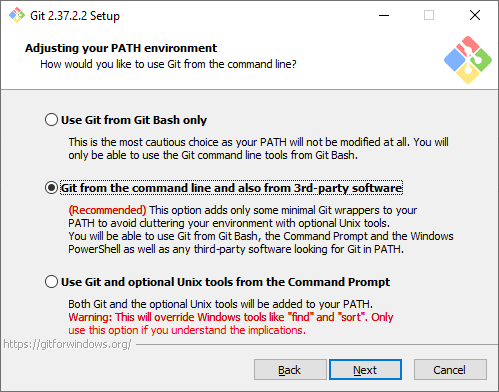 Git 2.37.2.2 Setup
Adjusting your PATH environment
How would you like to use Git from the command line?
Use Git from Git Bash only
This is the most cautious choice as your PATH will not be modified at all. You will
only be able to use the Git command line tools from Git Bash.
Git from the command line and also from 3rd-party software
(Recommended) This option adds only some minimal Git wrappers to your
PATH to avoid cluttering your environment with optional Unix tools.
You will be able to use Git from Git Bash, the Command Prompt and the Windows
PowerShell as well as any third-party software looking for Git in PATH.
Use Git and optional Unix tools from the Command Prompt
Both Git and the optional Unix tools will be added to your PATH.
Warning: This will override Windows tools like "find" and "sort". Only
use this option if you understand the implications.
https://gitforwindows.org/
Back
Next
Cancel